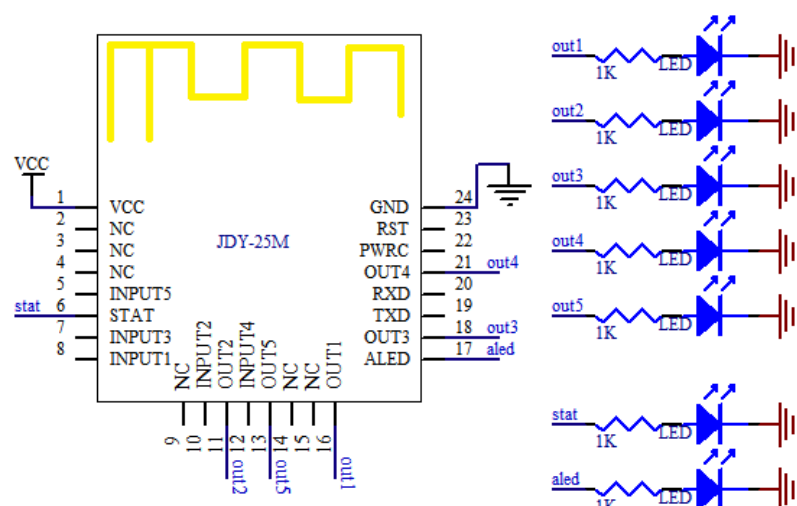 VCC
1 VCC
2 NC
3 NC
4 NC
5 INPUT5
stat 6 STAT
7 INPUT3
8 INPUT1
JDY-25M
GND 24
RST 23
PWRC 22
OUT4 21 out4
RXD 20
TXD 19
OUT3 18 out3
ALED 17 aled
NC 9
INPUT2 10
OUT2 11 out2
INPUT4 12
OUT5 13 out5
NC 14
NC 15
OUT1 16 out1
out1 1K LED
out2 1K LED
out3 1K LED
out4 1K LED
out5 1K LED
stat 1K LED
aled 1K LED